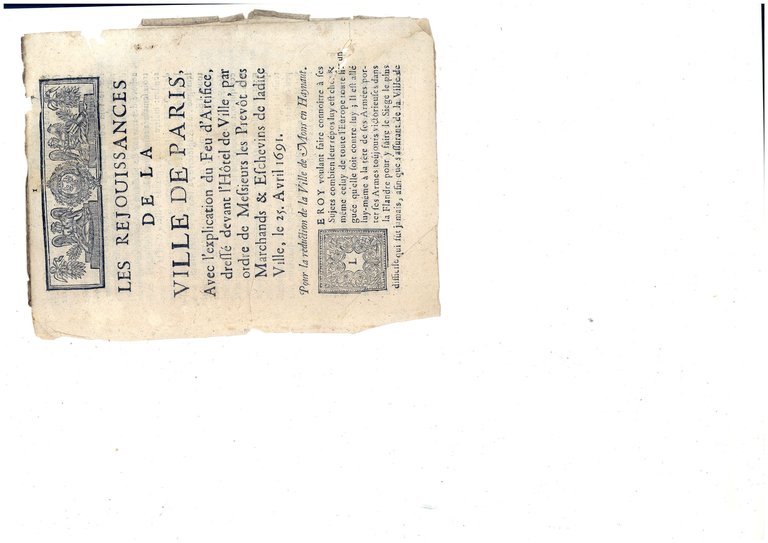 I
LES REJOUISSANCES
DE LA
VILLE DE PARIS,
Avec l'explication du Feu d'Artifice,
dressé devant l'Hôtel de Ville, par
ordre de Messieurs les Prevôt des
Marchands & Eschevins de ladite
Ville, le 25. Avril 1691.
Pour la reduction de la Ville de Mons en Haynaut.
LE ROY voulant faire connoître à ses
Sujets combien leur repos luy est cher, &
même celuy de toute l'Europe toute li-
guée qu'elle soit contre luy ; Il est allé
luy-même à la tête de ses Armées por-
ter ses Armes toujours victorieuses dans
la Flandre pour y faire le Siege le plus
difficile qui fut jamais, afin que s'assurant de la Ville de